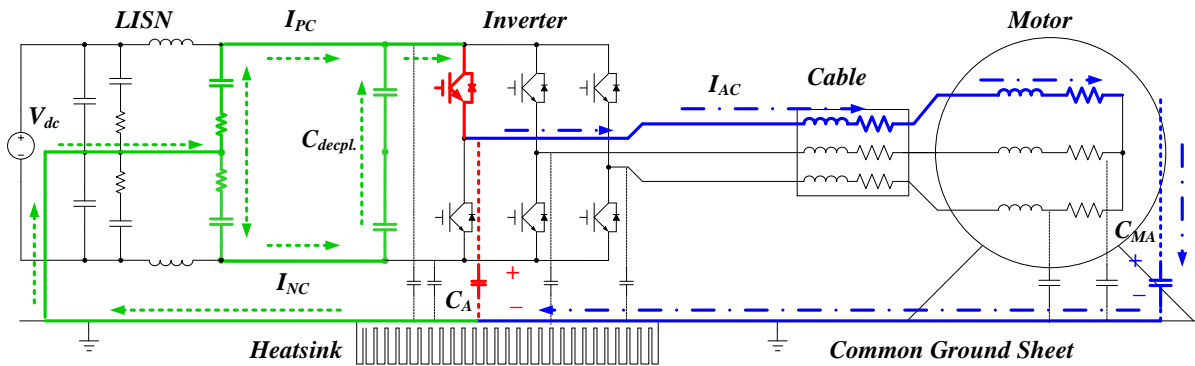 LISN
I_PC
Inverter
Motor
V_dc
C_decpl.
I_AC
Cable
I_NC
C_A
C_MA
+
−
+
−
+
−
Heatsink
Common Ground Sheet